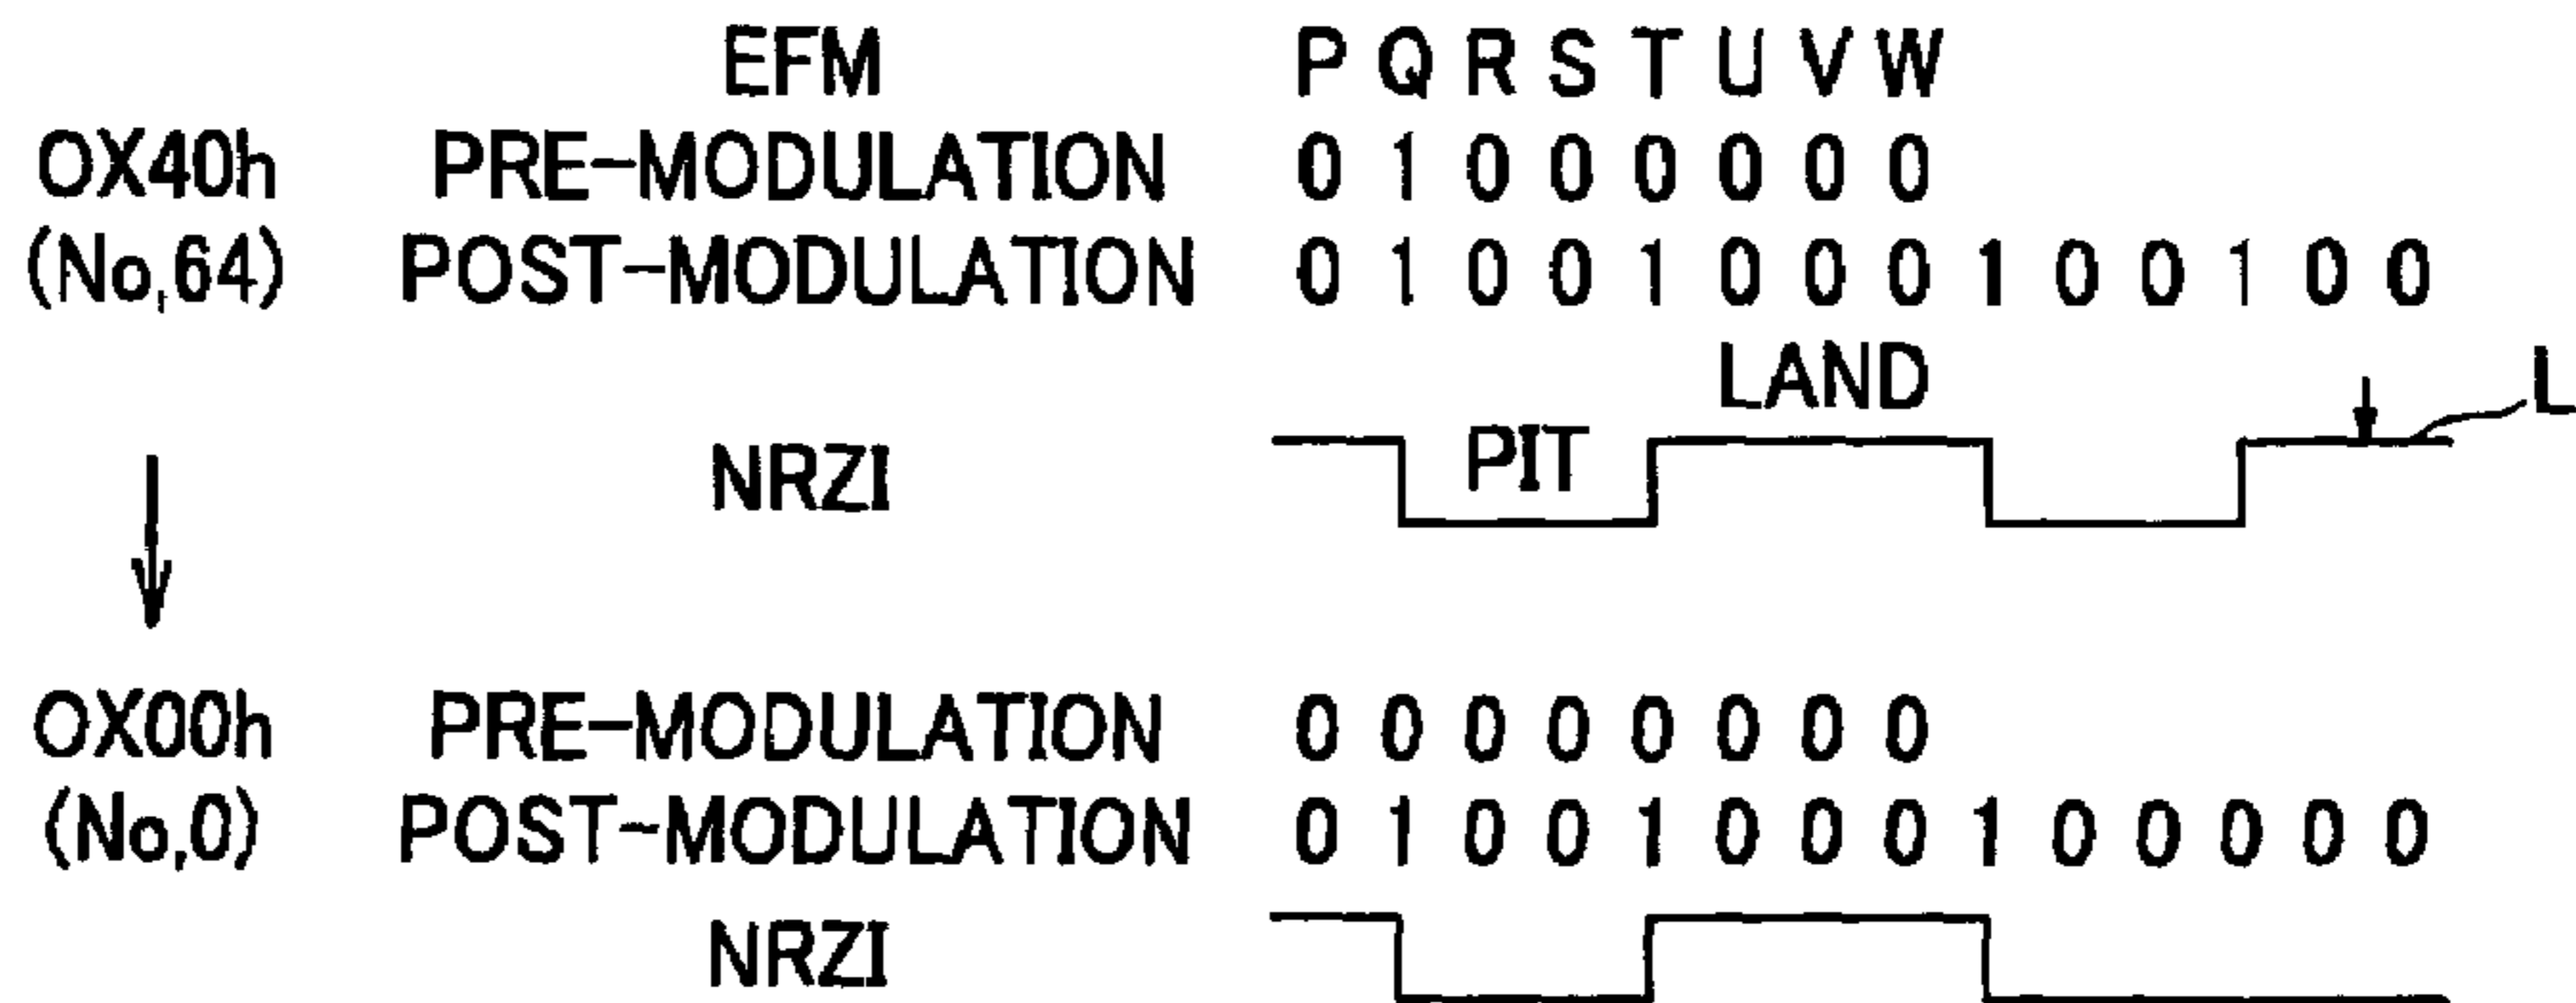 EFM P Q R S T U V W
OX40h PRE-MODULATION 0 1 0 0 0 0 0 0
(No,64) POST-MODULATION 0 1 0 0 1 0 0 0 1 0 0 1 0 0
LAND
L
NRZI PIT
OX00h PRE-MODULATION 0 0 0 0 0 0 0 0
(No,0) POST-MODULATION 0 1 0 0 1 0 0 0 1 0 0 0 0 0
NRZI